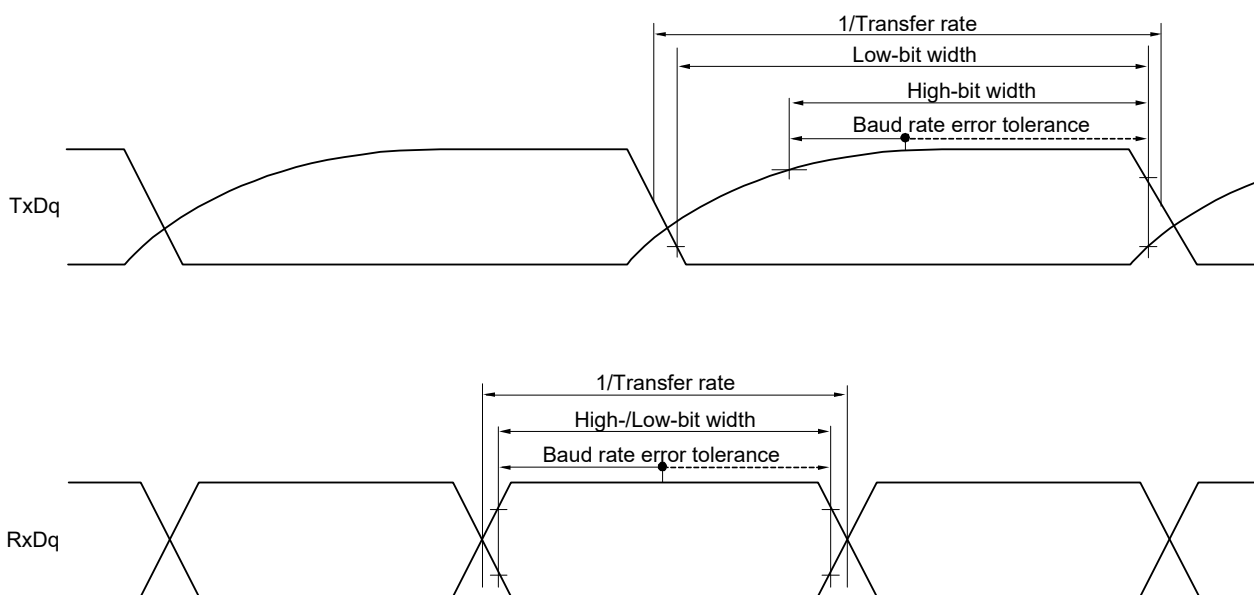 1/Transfer rate
Low-bit width
High-bit width
Baud rate error tolerance
TxDq
1/Transfer rate
High-/Low-bit width
Baud rate error tolerance
RxDq